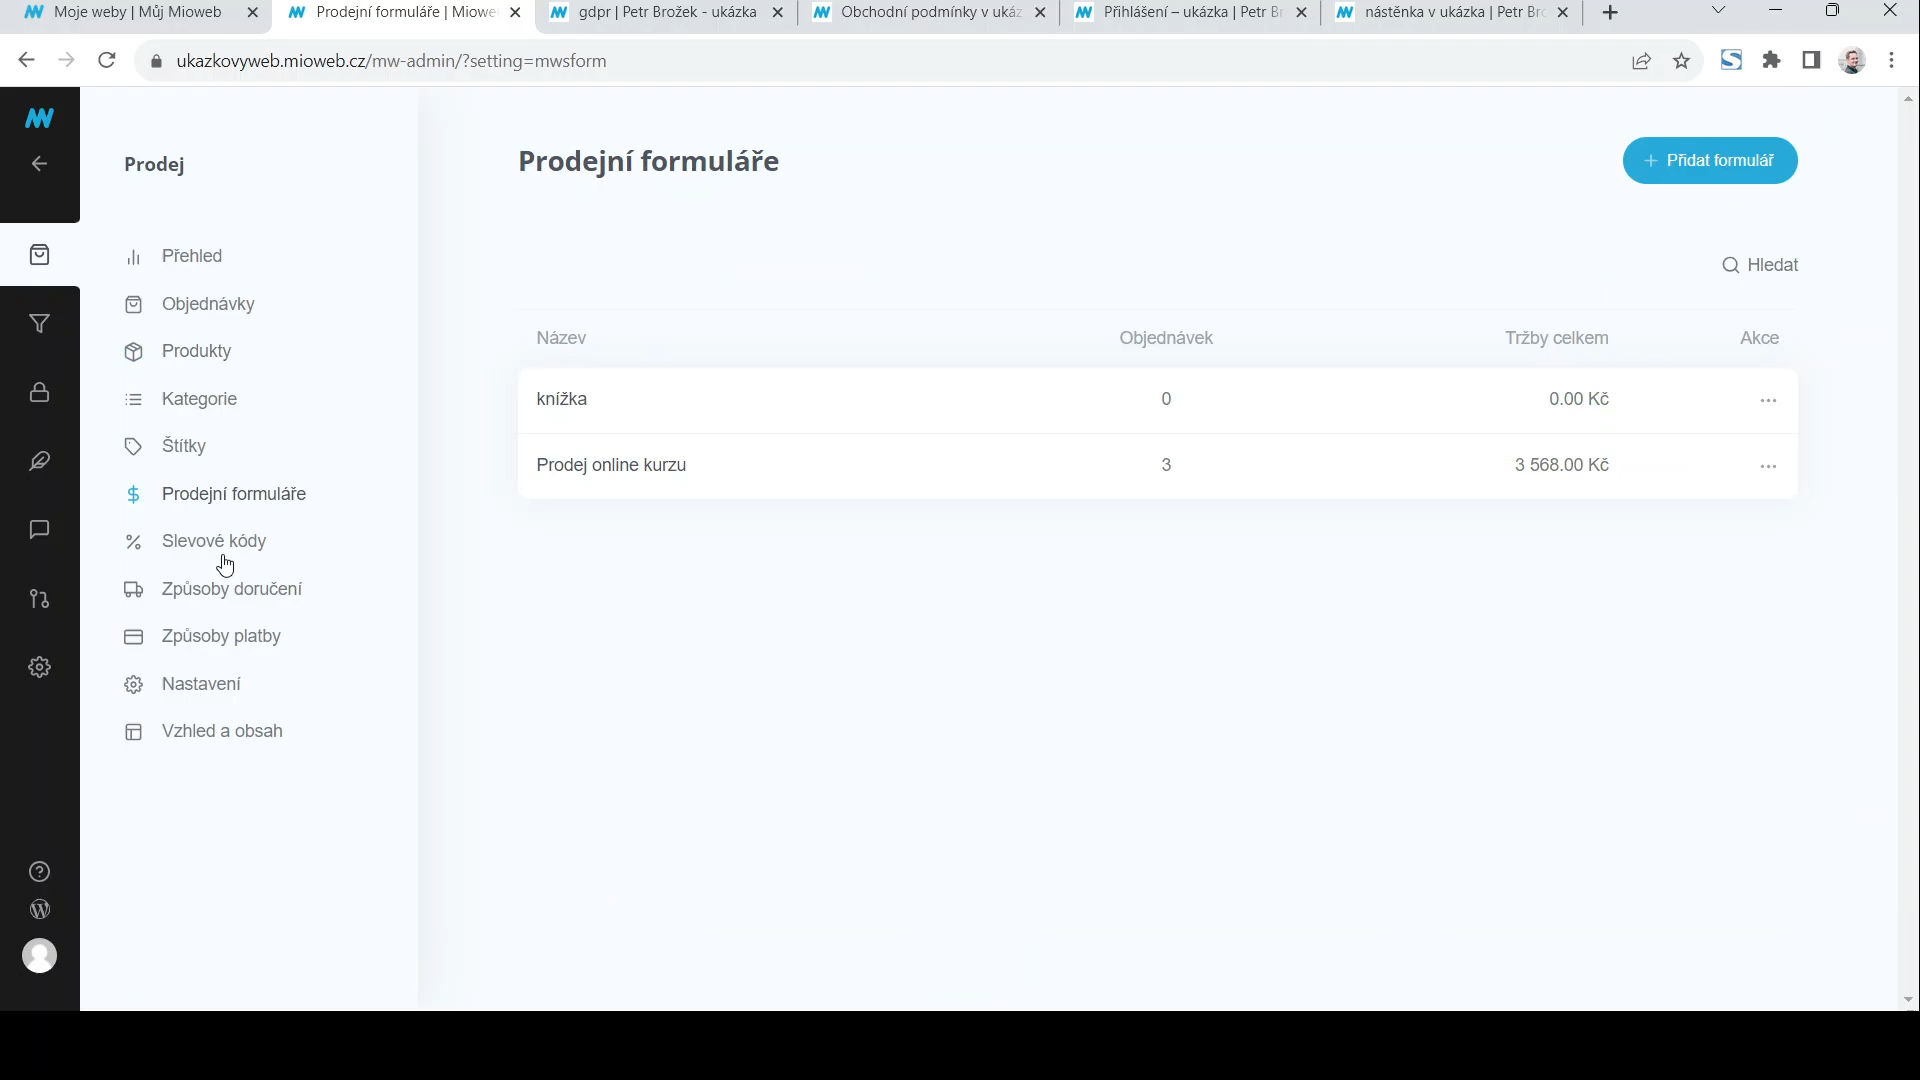 Moje weby | Můj Mioweb
Prodejní formuláře | Miowe
gdpr | Petr Brožek - ukázka
Obchodní podmínky v ukáz
Přihlášení – ukázka | Petr Br
nástěnka v ukázka | Petr Bro
ukazkovyweb.mioweb.cz/mw-admin/?setting=mwsform
Prodej
Přehled
Objednávky
Produkty
Kategorie
Štítky
Prodejní formuláře
Slevové kódy
Způsoby doručení
Způsoby platby
Nastavení
Vzhled a obsah
Prodejní formuláře
Přidat formulář
Hledat
Název Objednávek Tržby celkem Akce
knížka 0 0.00 Kč
Prodej online kurzu 3 3 568.00 Kč